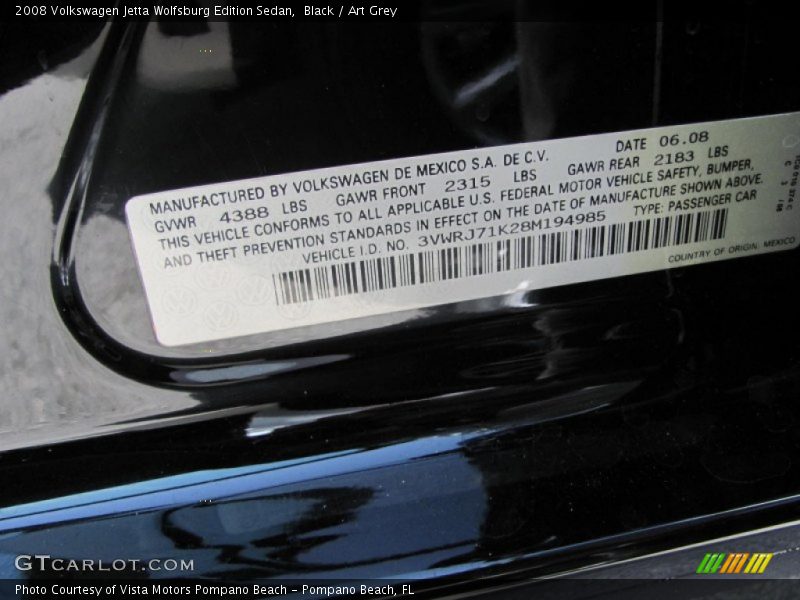 2008 Volkswagen Jetta Wolfsburg Edition Sedan,  Black / Art Grey
MANUFACTURED BY VOLKSWAGEN DE MEXICO S.A. DE C.V. DATE 06.08
GVWR 4388 LBS GAWR FRONT 2315 LBS GAWR REAR 2183 LBS
THIS VEHICLE CONFORMS TO ALL APPLICABLE U.S. FEDERAL MOTOR VEHICLE SAFETY, BUMPER,
AND THEFT PREVENTION STANDARDS IN EFFECT ON THE DATE OF MANUFACTURE SHOWN ABOVE.
VEHICLE I.D. NO. 3VWRJ71K28M194985 TYPE: PASSENGER CAR
COUNTRY OF ORIGIN: MEXICO
GTCARLOT.COM
Photo Courtesy of Vista Motors Pompano Beach – Pompano Beach, FL